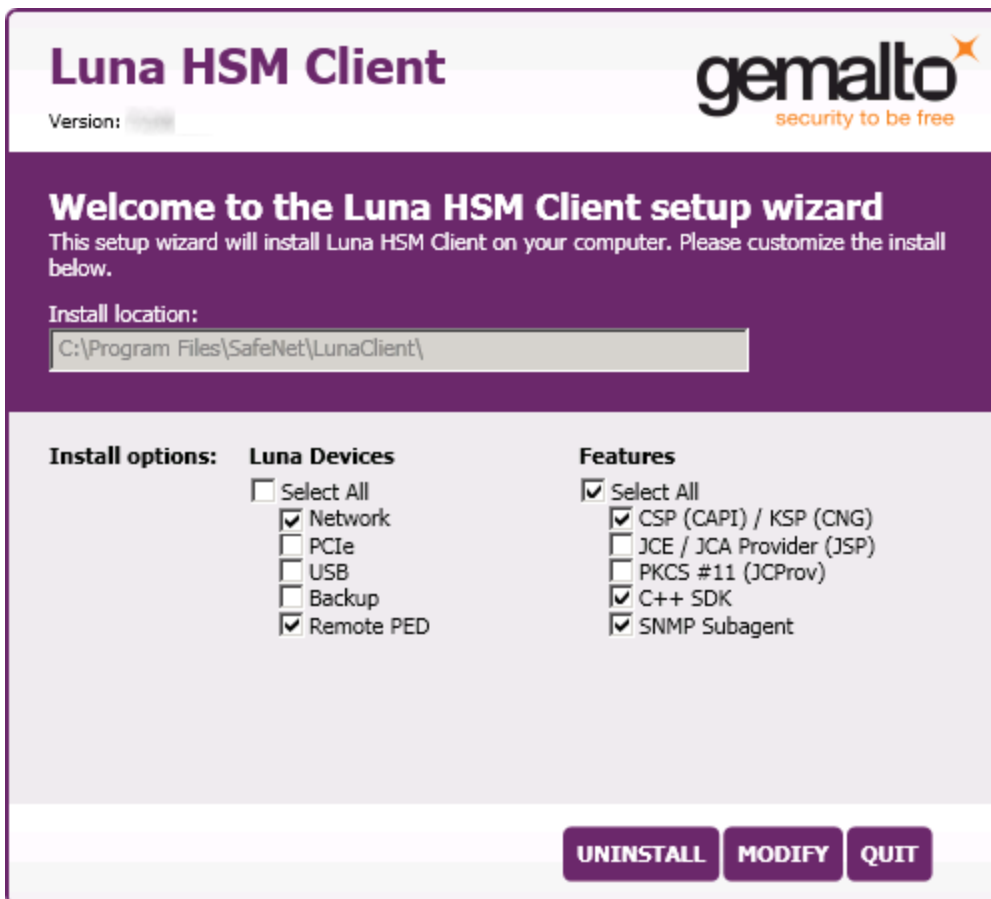 Luna HSM Client
gemalto
security to be free
Version:
Welcome to the Luna HSM Client setup wizard
This setup wizard will install Luna HSM Client on your computer. Please customize the install
below.
Install location:
C:\Program Files\SafeNet\LunaClient\
Install options:
Luna Devices
Select All
Network
PCIe
USB
Backup
Remote PED
Features
Select All
CSP (CAPI) / KSP (CNG)
JCE / JCA Provider (JSP)
PKCS #11 (JCProv)
C++ SDK
SNMP Subagent
UNINSTALL
MODIFY
QUIT